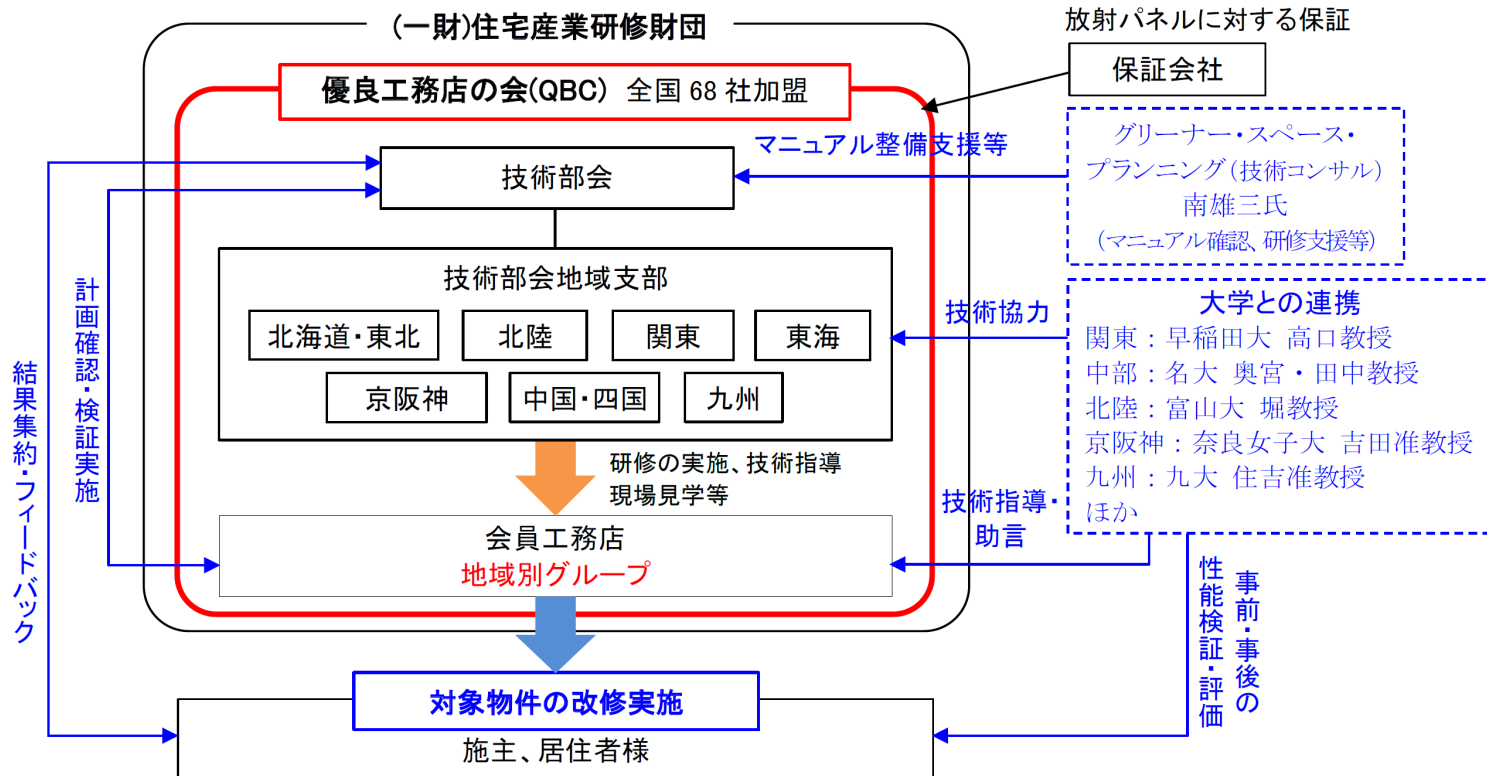 (一財)住宅産業研修財団
放射パネルに対する保証
保証会社
優良工務店の会(QBC) 全国 68 社加盟
マニュアル整備支援等
グリーナー・スペース・
プランニング(技術コンサル)
南雄三氏
(マニュアル確認、研修支援等)
技術部会
技術部会地域支部
北海道・東北
北陸
関東
東海
京阪神
中国・四国
九州
技術協力
大学との連携
関東：早稲田大 高口教授
中部：名大 奥宮・田中教授
北陸：富山大 堀教授
京阪神：奈良女子大 吉田准教授
九州：九大 住吉准教授
ほか
研修の実施、技術指導
現場見学等
技術指導・
助言
会員工務店
地域別グループ
計画確認・検証実施
結果集約・フィードバック
事前・事後の
性能検証・評価
対象物件の改修実施
施主、居住者様